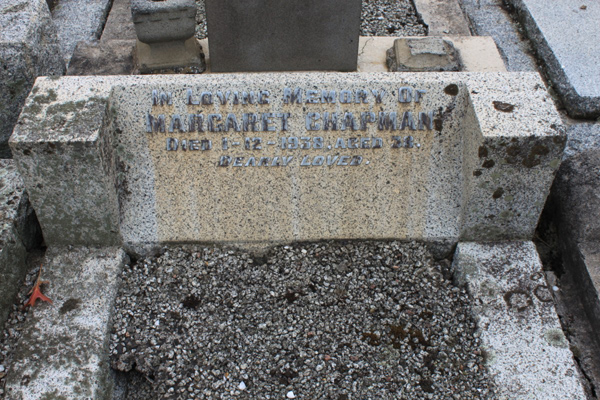 In Loving Memory of
Margaret Chapman
Died 1-12-1938, Aged 24.
Dearly Loved